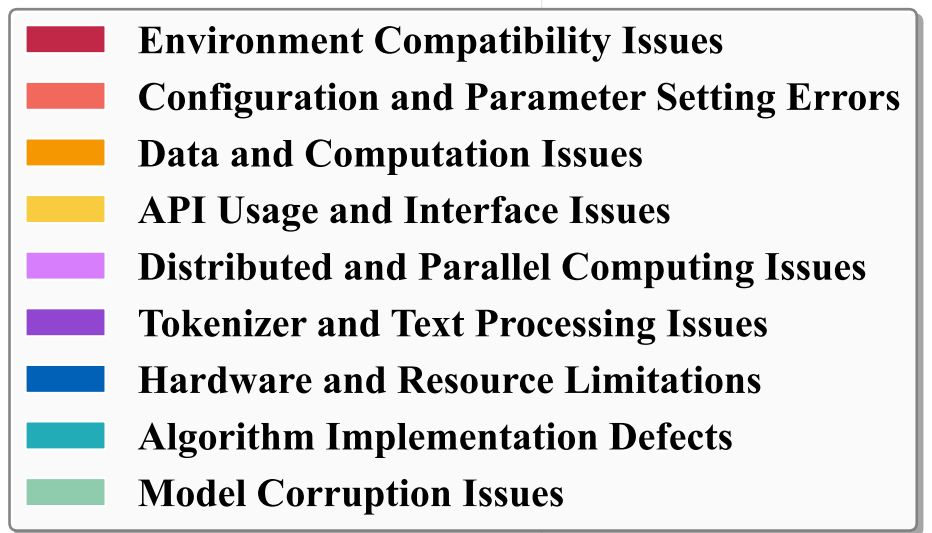 Environment Compatibility Issues
Configuration and Parameter Setting Errors
Data and Computation Issues
API Usage and Interface Issues
Distributed and Parallel Computing Issues
Tokenizer and Text Processing Issues
Hardware and Resource Limitations
Algorithm Implementation Defects
Model Corruption Issues